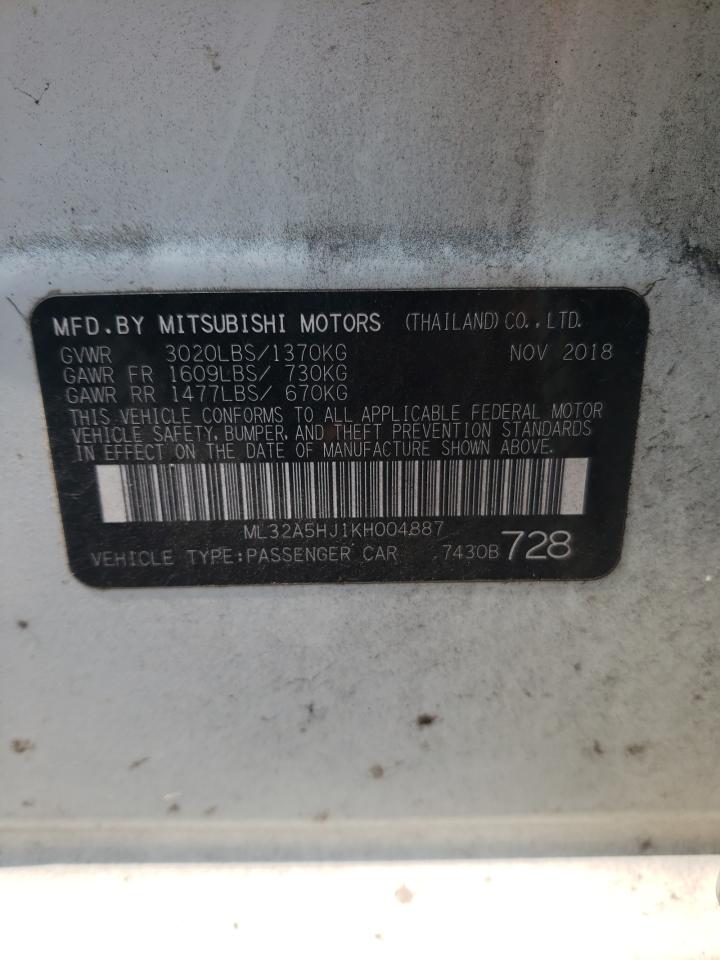 MFD.BY MITSUBISHI MOTORS (THAILAND)CO.,LTD.
GVWR 3020LBS/1370KG NOV 2018
GAWR FR 1609LBS/ 730KG
GAWR RR 1477LBS/ 670KG
THIS VEHICLE CONFORMS TO ALL APPLICABLE FEDERAL MOTOR
VEHICLE SAFETY, BUMPER, AND THEFT PREVENTION STANDARDS
IN EFFECT ON THE DATE OF MANUFACTURE SHOWN ABOVE.
ML32A5HJ1KH004887
VEHICLE TYPE:PASSENGER CAR 7430B 728